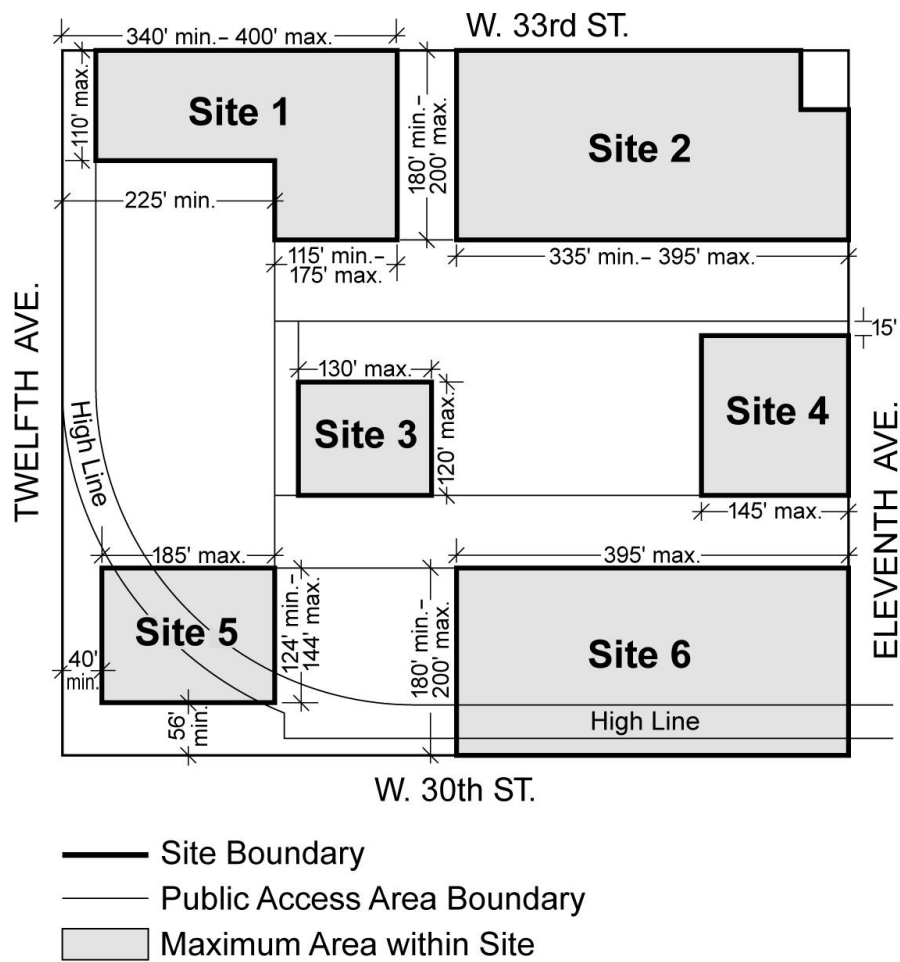 W. 33rd ST.
340' min.– 400' max.
110' max.
Site 1
180' min.–
200' max.
Site 2
225' min.
115' min.–
175' max.
335' min.– 395' max.
TWELFTH AVE.
15'
130' max.
Site 3
120' max.
Site 4
High Line
145' max.
ELEVENTH AVE.
185' max.
395' max.
Site 5
124' min.–
144' max.
180' min.–
200' max.
Site 6
40'
min.
56'
min.
High Line
W. 30th ST.
Site Boundary
Public Access Area Boundary
Maximum Area within Site